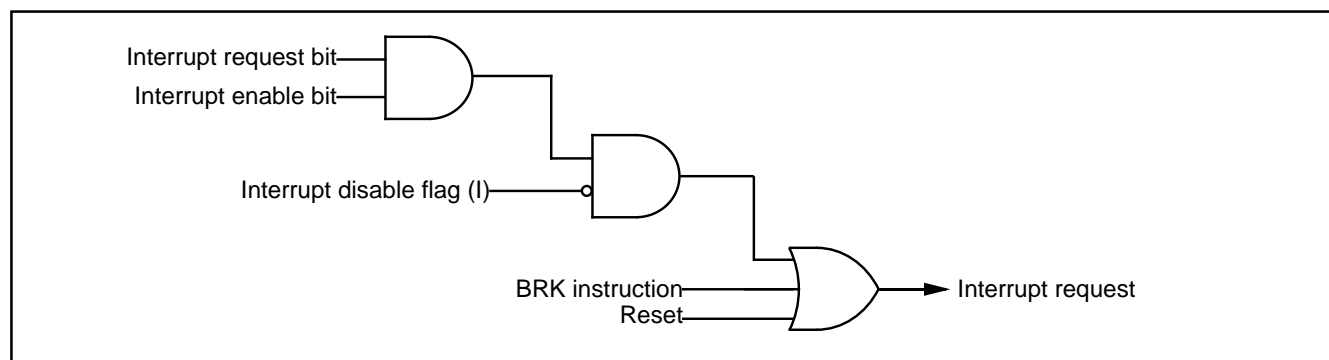 Interrupt request bit
Interrupt enable bit
Interrupt disable flag (I)
BRK instruction
Reset
Interrupt request